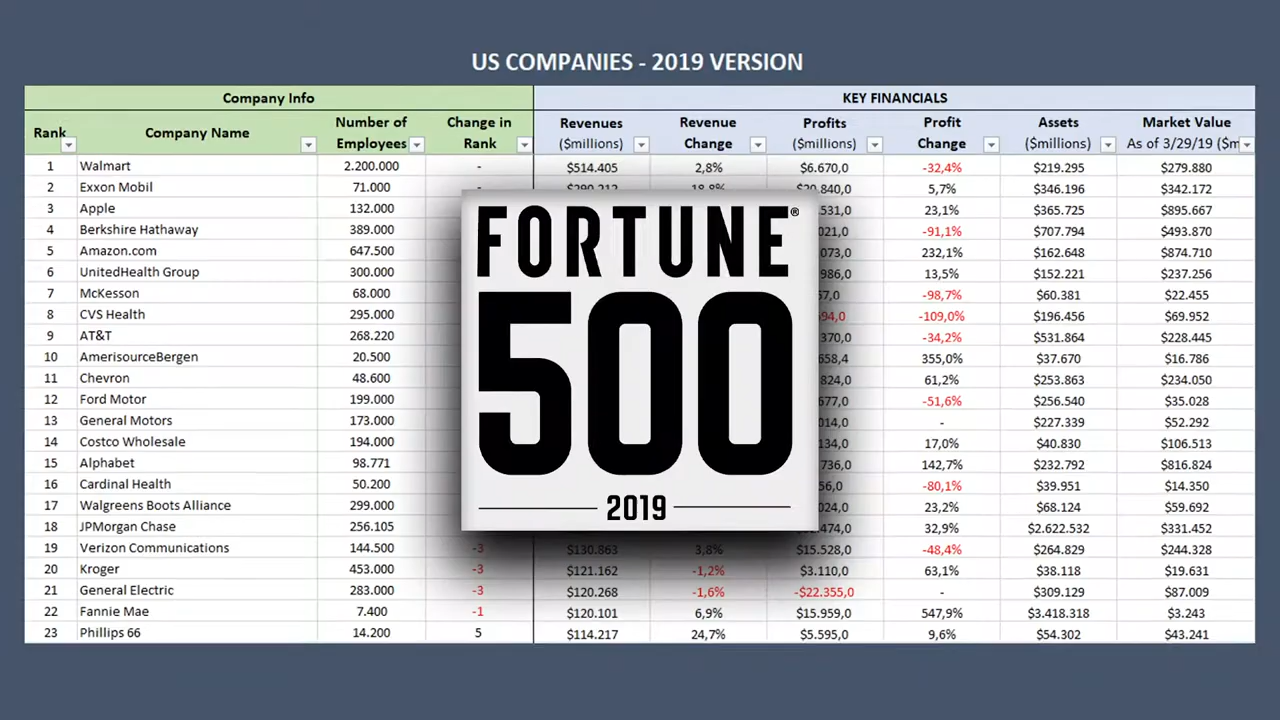 US COMPANIES - 2019 VERSION
Company Info KEY FINANCIALS
Rank Company Name Number of Employees Change in Rank Revenues ($millions) Revenue Change Profits ($millions) Profit Change Assets ($millions) Market Value As of 3/29/19 ($m
1 Walmart 2.200.000 - $514.405 2,8% $6.670,0 -32,4% $219.295 $279.880
2 Exxon Mobil 71.000 - 5,7% $346.196 $342.172
3 Apple 132.000 23,1% $365.725 $895.667
4 Berkshire Hathaway 389.000 -91,1% $707.794 $493.870
5 Amazon.com 647.500 232,1% $162.648 $874.710
6 UnitedHealth Group 300.000 13,5% $152.221 $237.256
7 McKesson 68.000 -98,7% $60.381 $22.455
8 CVS Health 295.000 -109,0% $196.456 $69.952
9 AT&T 268.220 -34,2% $531.864 $228.445
10 AmerisourceBergen 20.500 355,0% $37.670 $16.786
11 Chevron 48.600 61,2% $253.863 $234.050
12 Ford Motor 199.000 -51,6% $256.540 $35.028
13 General Motors 173.000 - $227.339 $52.292
14 Costco Wholesale 194.000 17,0% $40.830 $106.513
15 Alphabet 98.771 142,7% $232.792 $816.824
16 Cardinal Health 50.200 -80,1% $39.951 $14.350
17 Walgreens Boots Alliance 299.000 23,2% $68.124 $59.692
18 JPMorgan Chase 256.105 32,9% $2.622.532 $331.452
19 Verizon Communications 144.500 -3 $130.863 3,8% $15.528,0 -48,4% $264.829 $244.328
20 Kroger 453.000 -3 $121.162 -1,2% $3.110,0 63,1% $38.118 $19.631
21 General Electric 283.000 -3 $120.268 -1,6% -$22.355,0 - $309.129 $87.009
22 Fannie Mae 7.400 -1 $120.101 6,9% $15.959,0 547,9% $3.418.318 $3.243
23 Phillips 66 14.200 5 $114.217 24,7% $5.595,0 9,6% $54.302 $43.241
FORTUNE®
500
2019